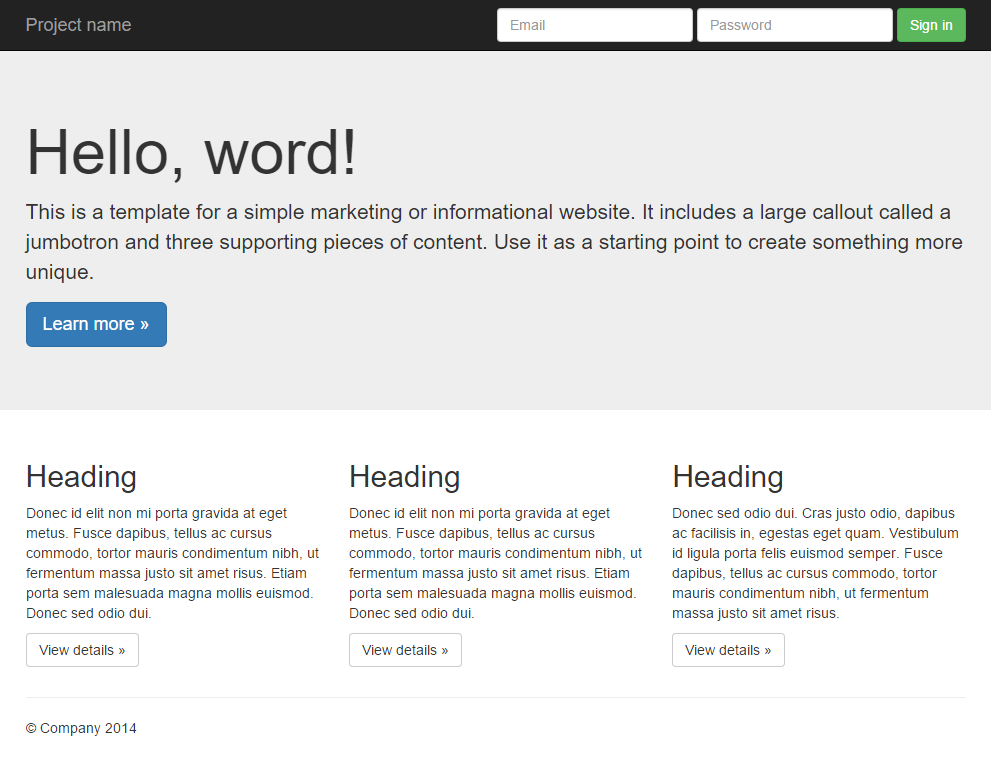 Project name
Email
Password
Sign in
Hello, word!
This is a template for a simple marketing or informational website. It includes a large callout called a
jumbotron and three supporting pieces of content. Use it as a starting point to create something more
unique.
Learn more »
Heading
Donec id elit non mi porta gravida at eget
metus. Fusce dapibus, tellus ac cursus
commodo, tortor mauris condimentum nibh, ut
fermentum massa justo sit amet risus. Etiam
porta sem malesuada magna mollis euismod.
Donec sed odio dui.
View details »
Heading
Donec id elit non mi porta gravida at eget
metus. Fusce dapibus, tellus ac cursus
commodo, tortor mauris condimentum nibh, ut
fermentum massa justo sit amet risus. Etiam
porta sem malesuada magna mollis euismod.
Donec sed odio dui.
View details »
Heading
Donec sed odio dui. Cras justo odio, dapibus
ac facilisis in, egestas eget quam. Vestibulum
id ligula porta felis euismod semper. Fusce
dapibus, tellus ac cursus commodo, tortor
mauris condimentum nibh, ut fermentum
massa justo sit amet risus.
View details »
© Company 2014